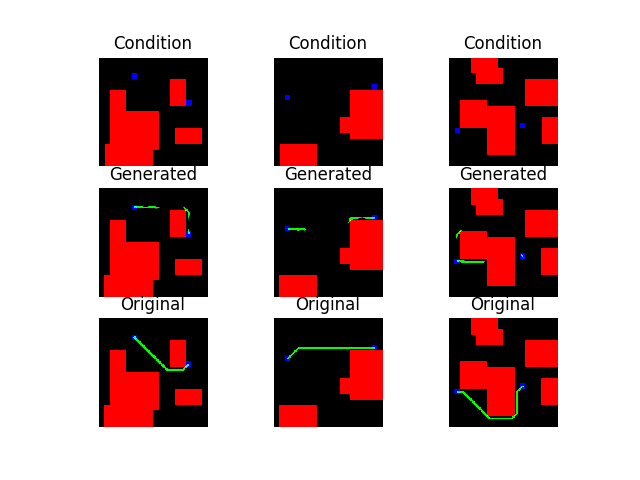 Condition Condition Condition
Generated Generated Generated
Original Original Original